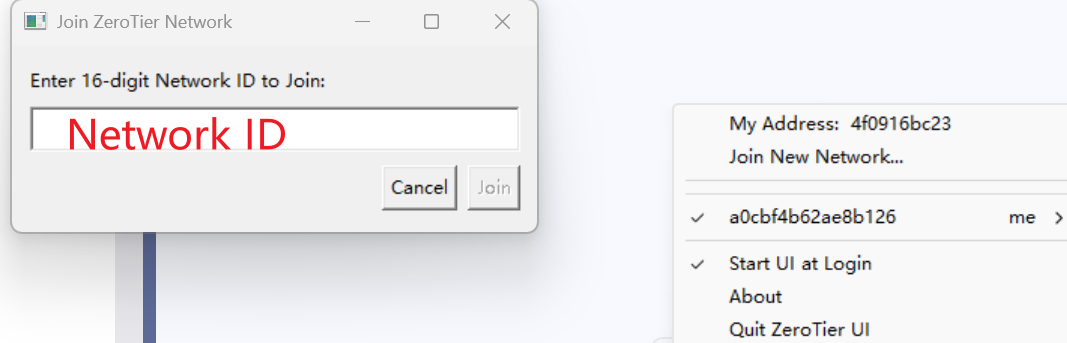 Join ZeroTier Network
Enter 16-digit Network ID to Join:
Network ID
Cancel Join
My Address: 4f0916bc23
Join New Network...
a0cbf4b62ae8b126 me
Start UI at Login
About
Quit ZeroTier UI